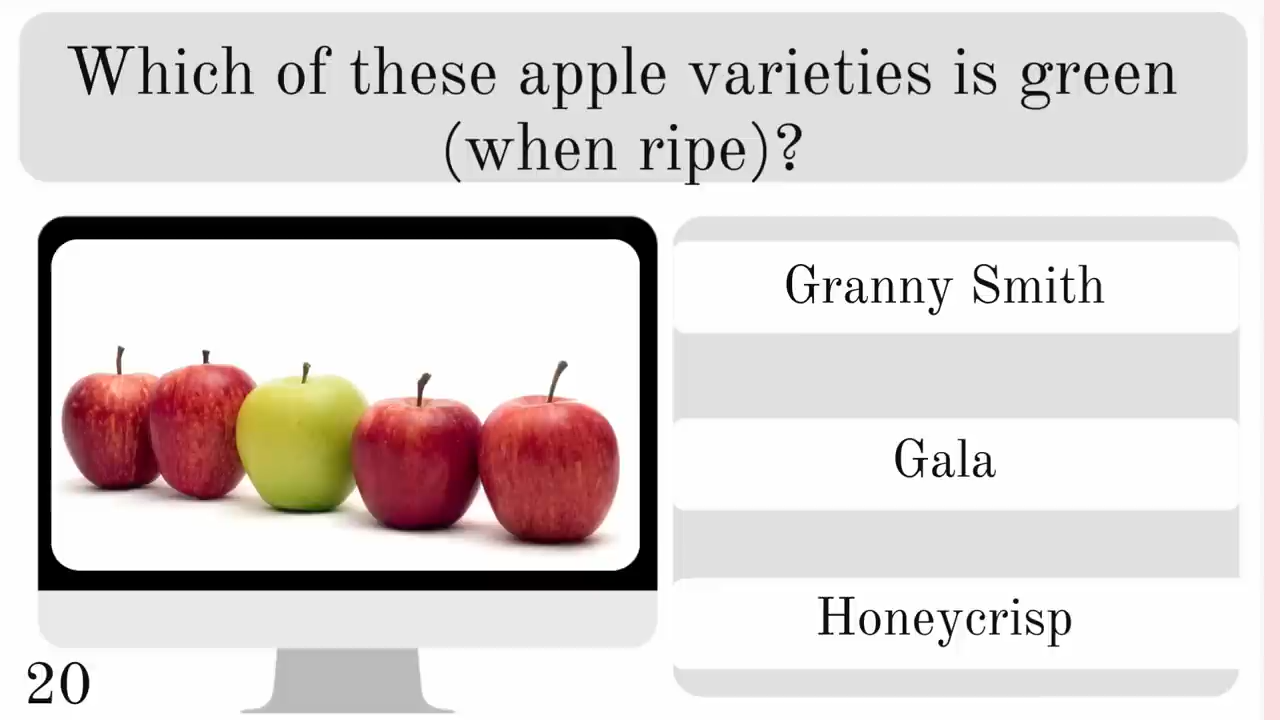 Which of these apple varieties is green
(when ripe)?
Granny Smith
Gala
Honeycrisp
20